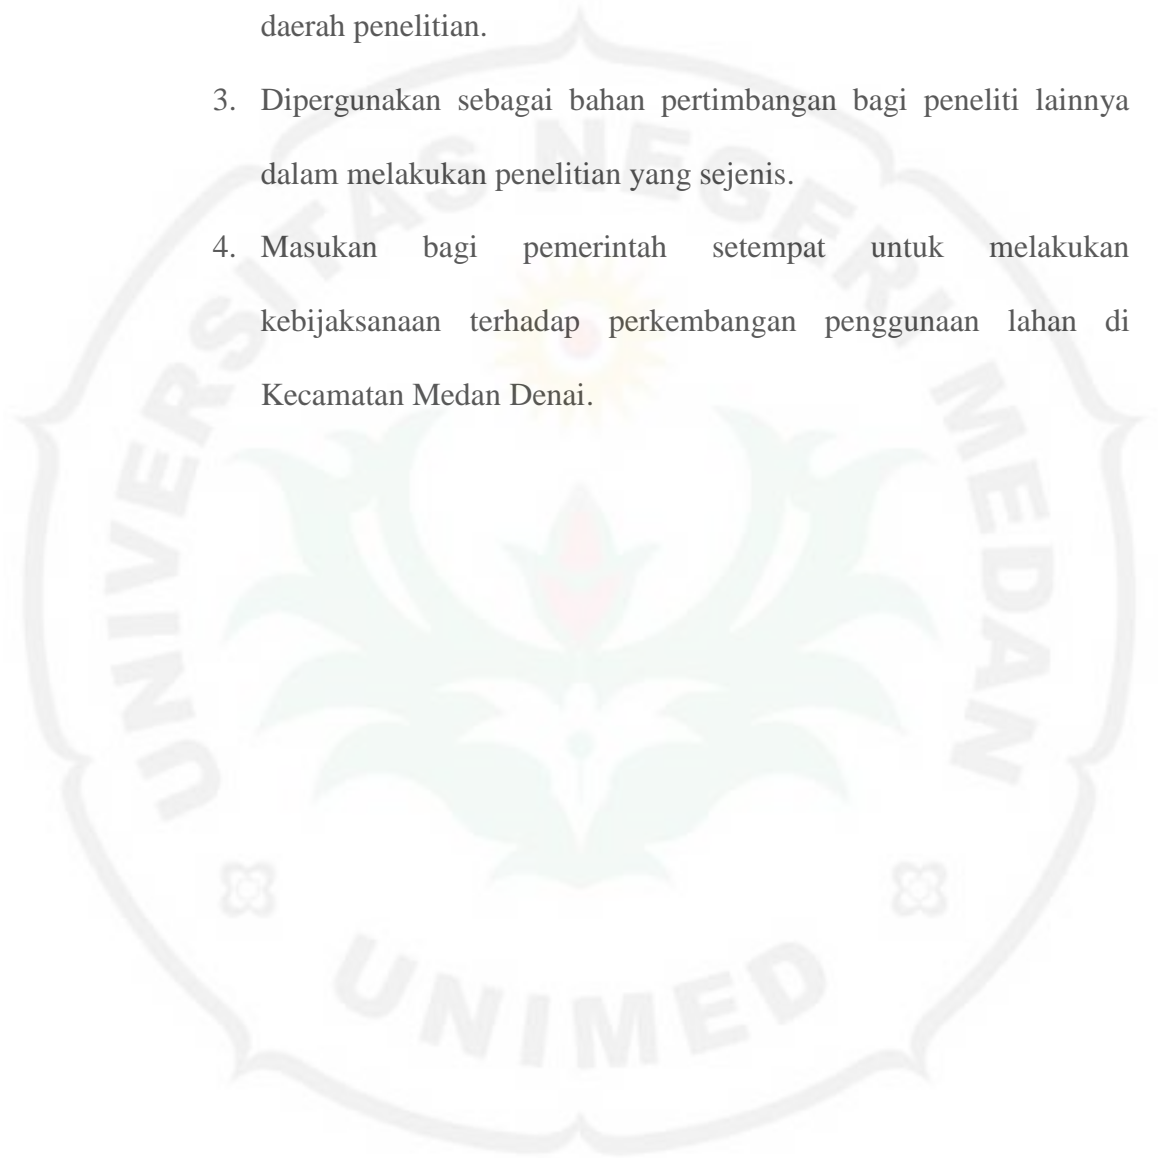 daerah penelitian.
3. Dipergunakan sebagai bahan pertimbangan bagi peneliti lainnya
dalam melakukan penelitian yang sejenis.
4. Masukan bagi pemerintah setempat untuk melakukan
kebijaksanaan terhadap perkembangan penggunaan lahan di
Kecamatan Medan Denai.
UNIVERSITAS NEGERI MEDAN
UNIMED